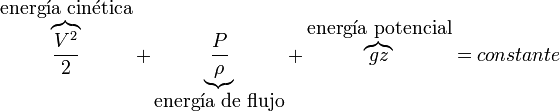 energía cinética
energía potencial
V²/2 + P/ρ + gz = constante
energía de flujo